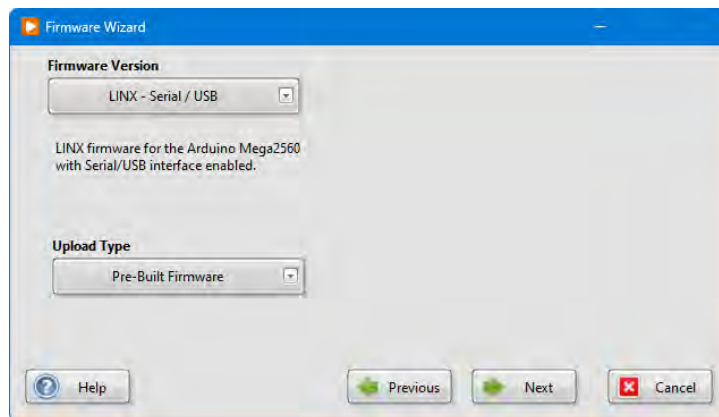 Firmware Wizard
Firmware Version
LINX - Serial / USB
LINX firmware for the Arduino Mega2560
with Serial/USB interface enabled.
Upload Type
Pre-Built Firmware
Help
Previous
Next
Cancel